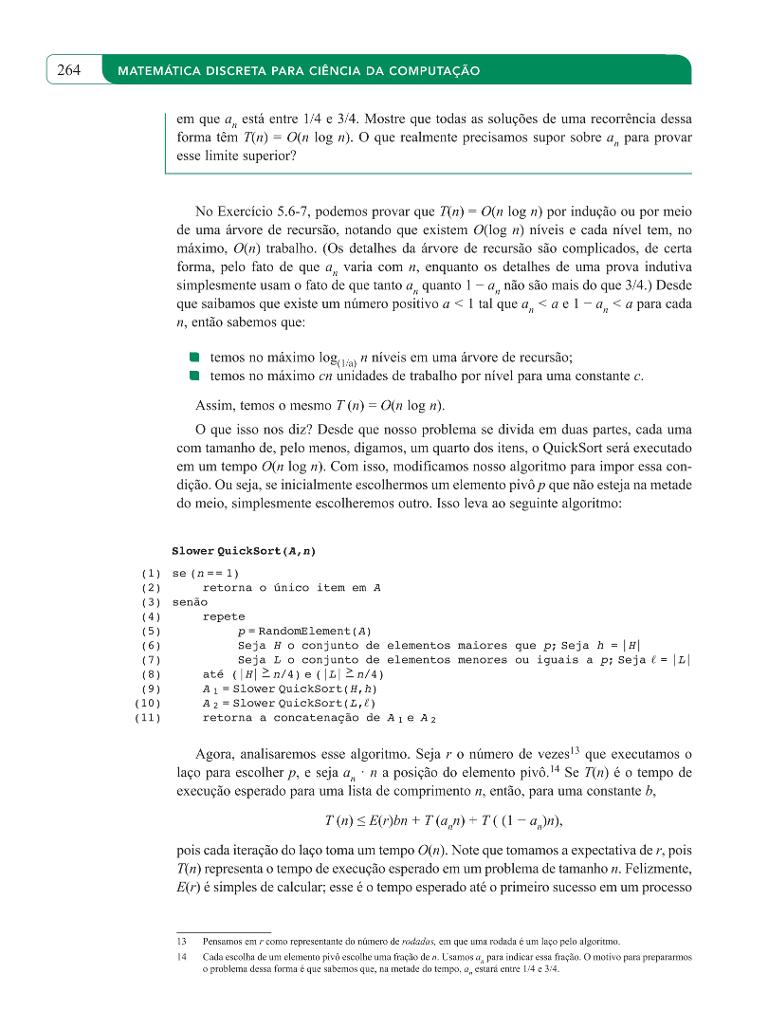 264 MATEMÁTICA DISCRETA PARA CIÊNCIA DA COMPUTAÇÃO
em que aₙ está entre 1/4 e 3/4. Mostre que todas as soluções de uma recorrência dessa
forma têm T(n) = O(n log n). O que realmente precisamos supor sobre aₙ para provar
esse limite superior?
No Exercício 5.6-7, podemos provar que T(n) = O(n log n) por indução ou por meio
de uma árvore de recursão, notando que existem O(log n) níveis e cada nível tem, no
máximo, O(n) trabalho. (Os detalhes da árvore de recursão são complicados, de certa
forma, pelo fato de que aₙ varia com n, enquanto os detalhes de uma prova indutiva
simplesmente usam o fato de que tanto aₙ quanto 1 − aₙ não são mais do que 3/4.) Desde
que saibamos que existe um número positivo a < 1 tal que aₙ < a e 1 − aₙ < a para cada
n, então sabemos que:
■ temos no máximo log(1/a) n níveis em uma árvore de recursão;
■ temos no máximo cn unidades de trabalho por nível para uma constante c.
Assim, temos o mesmo T (n) = O(n log n).
O que isso nos diz? Desde que nosso problema se divida em duas partes, cada uma
com tamanho de, pelo menos, digamos, um quarto dos itens, o QuickSort será executado
em um tempo O(n log n). Com isso, modificamos nosso algoritmo para impor essa con-
dição. Ou seja, se inicialmente escolhermos um elemento pivô p que não esteja na metade
do meio, simplesmente escolheremos outro. Isso leva ao seguinte algoritmo:
Slower QuickSort(A,n)
(1) se (n == 1)
(2) retorna o único item em A
(3) senão
(4) repete
(5) p = RandomElement(A)
(6) Seja H o conjunto de elementos maiores que p; Seja h = |H|
(7) Seja L o conjunto de elementos menores ou iguais a p; Seja ℓ = |L|
(8) até (|H| ≥ n/4) e (|L| ≥ n/4)
(9) A₁ = Slower QuickSort(H,h)
(10) A₂ = Slower QuickSort(L,ℓ)
(11) retorna a concatenação de A₁ e A₂
Agora, analisaremos esse algoritmo. Seja r o número de vezes¹³ que executamos o
laço para escolher p, e seja aₙ · n a posição do elemento pivô.¹⁴ Se T(n) é o tempo de
execução esperado para uma lista de comprimento n, então, para uma constante b,
T (n) ≤ E(r)bn + T (aₙn) + T ( (1 − aₙ)n),
pois cada iteração do laço toma um tempo O(n). Note que tomamos a expectativa de r, pois
T(n) representa o tempo de execução esperado em um problema de tamanho n. Felizmente,
E(r) é simples de calcular; esse é o tempo esperado até o primeiro sucesso em um processo
13 Pensamos em r como representante do número de rodadas, em que uma rodada é um laço pelo algoritmo.
14 Cada escolha de um elemento pivô escolhe uma fração de n. Usamos aₙ para indicar essa fração. O motivo para prepararmos
o problema dessa forma é que sabemos que, na metade do tempo, aₙ estará entre 1/4 e 3/4.